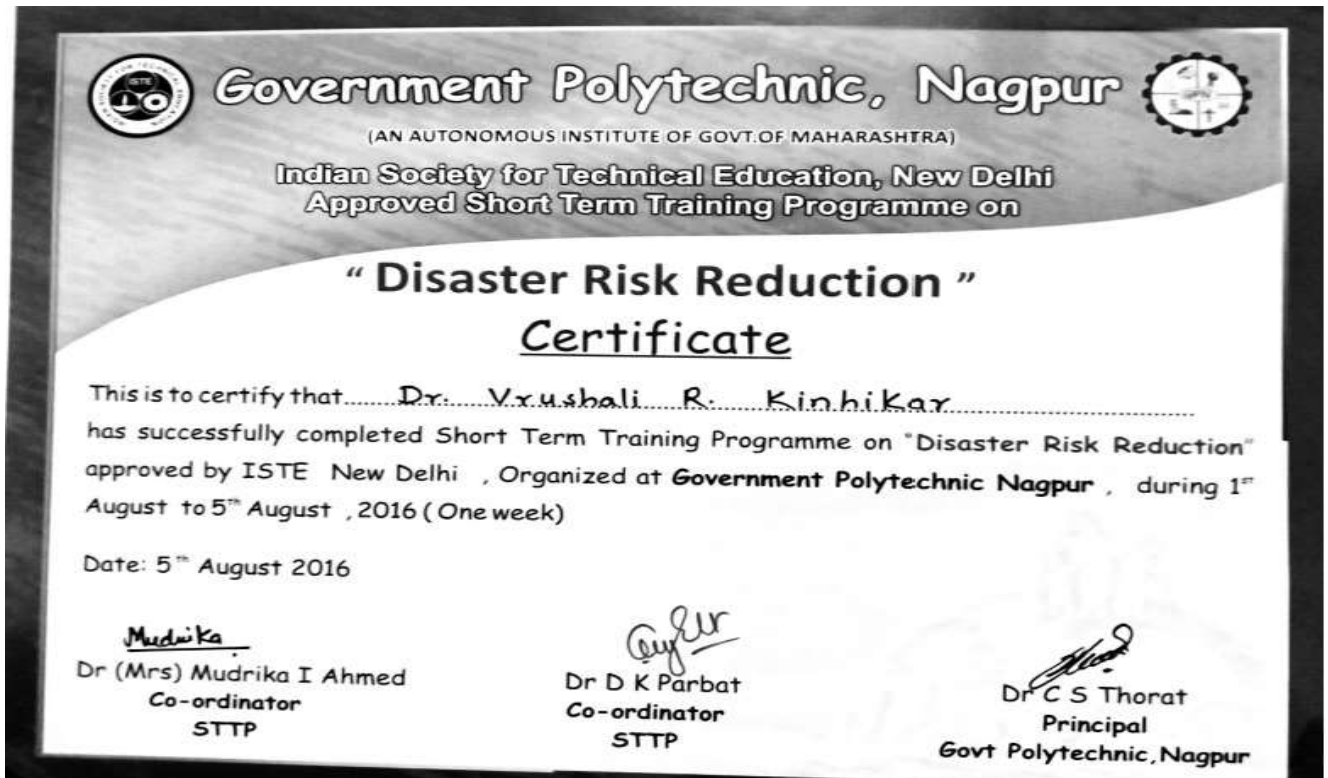 Government Polytechnic, Nagpur
(AN AUTONOMOUS INSTITUTE OF GOVT.OF MAHARASHTRA)
Indian Society for Technical Education, New Delhi
Approved Short Term Training Programme on
" Disaster Risk Reduction "
Certificate
This is to certify that........Dr. Vrushali R. Kinhikar........
has successfully completed Short Term Training Programme on "Disaster Risk Reduction"
approved by ISTE New Delhi , Organized at Government Polytechnic Nagpur , during 1st
August to 5th August , 2016 ( One week)
Date: 5th August 2016
Mudrika
Dr (Mrs) Mudrika I Ahmed
Co-ordinator
STTP
Dr D K Parbat
Co-ordinator
STTP
Dr C S Thorat
Principal
Govt Polytechnic, Nagpur
ISTE